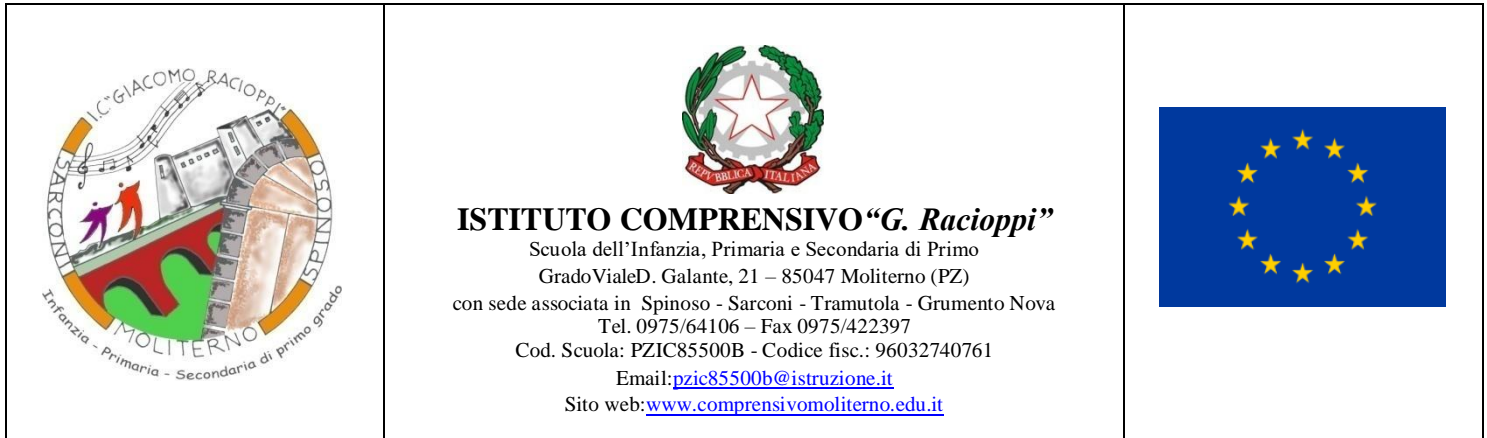 I.C. "GIACOMO RACIOPPI"
SARCONI
SPINOSO
MOLITERNO
Infanzia - Primaria - Secondaria di primo grado
REPVBBLICA ITALIANA
ISTITUTO COMPRENSIVO“G. Racioppi”
Scuola dell’Infanzia, Primaria e Secondaria di Primo
GradoVialeD. Galante, 21 – 85047 Moliterno (PZ)
con sede associata in Spinoso - Sarconi - Tramutola - Grumento Nova
Tel. 0975/64106 – Fax 0975/422397
Cod. Scuola: PZIC85500B - Codice fisc.: 96032740761
Email:pzic85500b@istruzione.it
Sito web:www.comprensivomoliterno.edu.it